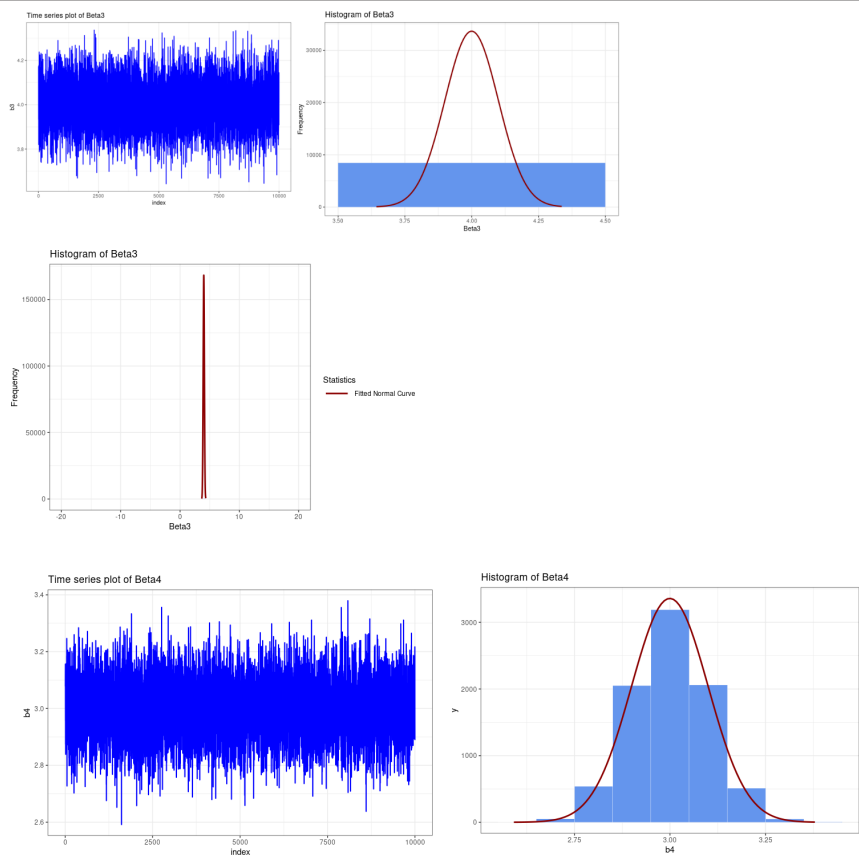 Time series plot of Beta3
4.2
4.0
3.8
b3
0 2500 5000 7500 10000
index
Histogram of Beta3
30000
20000
10000
0
Frequency
3.50 3.75 4.00 4.25 4.50
Beta3
Histogram of Beta3
150000
100000
50000
0
Frequency
-20 -10 0 10 20
Beta3
Statistics
Fitted Normal Curve
Time series plot of Beta4
3.4
3.2
3.0
2.8
2.6
b4
0 2500 5000 7500 10000
index
Histogram of Beta4
3000
2000
1000
0
y
2.75 3.00 3.25
b4